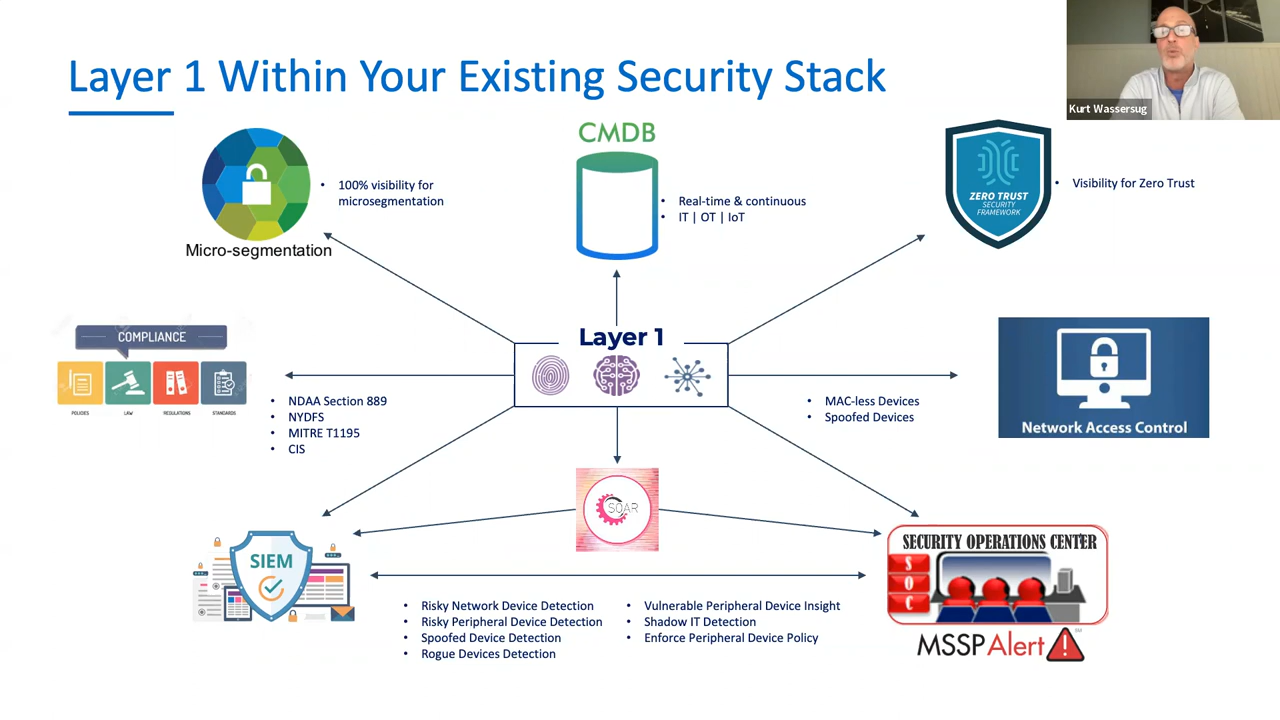 Layer 1 Within Your Existing Security Stack
Kurt Wassersug
Micro-segmentation
• 100% visibility for
microsegmentation
CMDB
• Real-time & continuous
• IT | OT | IoT
ZERO TRUST
SECURITY
FRAMEWORK
• Visibility for Zero Trust
COMPLIANCE
POLICIES
LAW
REGULATIONS
STANDARDS
• NDAA Section 889
• NYDFS
• MITRE T1195
• CIS
Layer 1
• MAC-less Devices
• Spoofed Devices
Network Access Control
SOAR
SIEM
SECURITY OPERATIONS CENTER
S
O
C
MSSP Alert
• Risky Network Device Detection
• Risky Peripheral Device Detection
• Spoofed Device Detection
• Rogue Devices Detection
• Vulnerable Peripheral Device Insight
• Shadow IT Detection
• Enforce Peripheral Device Policy